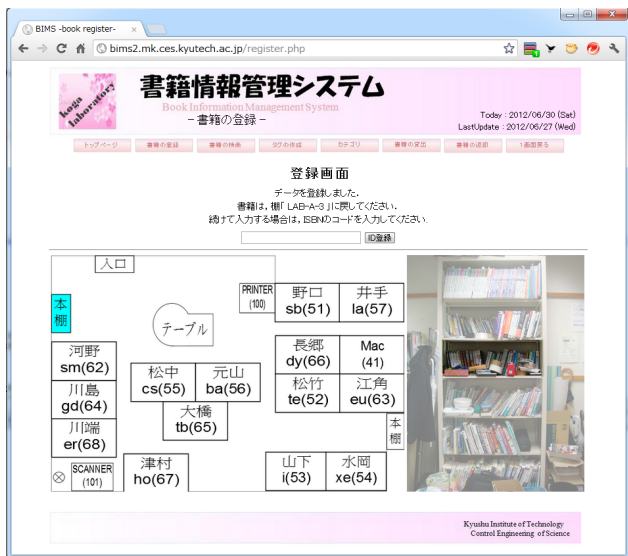 BIMS -book register-
bims2.mk.ces.kyutech.ac.jp/register.php
koga laboratory
書籍情報管理システム
Book Information Management System
－書籍の登録－
Today : 2012/06/30 (Sat)
LastUpdate : 2012/06/27 (Wed)
トップページ 書籍の登録 書籍の検索 タグの作成 カテゴリ 書籍の貸出 書籍の返却 1画面戻る
登録画面
データを登録しました.
書籍は, 棚「 LAB-A-3 」に戻してください.
続けて入力する場合は, ISBNのコードを入力してください.
ID登録
入口
本棚
テーブル
PRINTER
(100)
野口
sb(51)
井手
la(57)
河野
sm(62)
川島
gd(64)
川端
er(68)
松中
cs(55)
元山
ba(56)
大橋
tb(65)
長郷
dy(66)
Mac
(41)
松竹
te(52)
江角
eu(63)
本棚
SCANNER
(101)
津村
ho(67)
山下
i(53)
水岡
xe(54)
Kyushu Institute of Technology
Control Engineering of Science